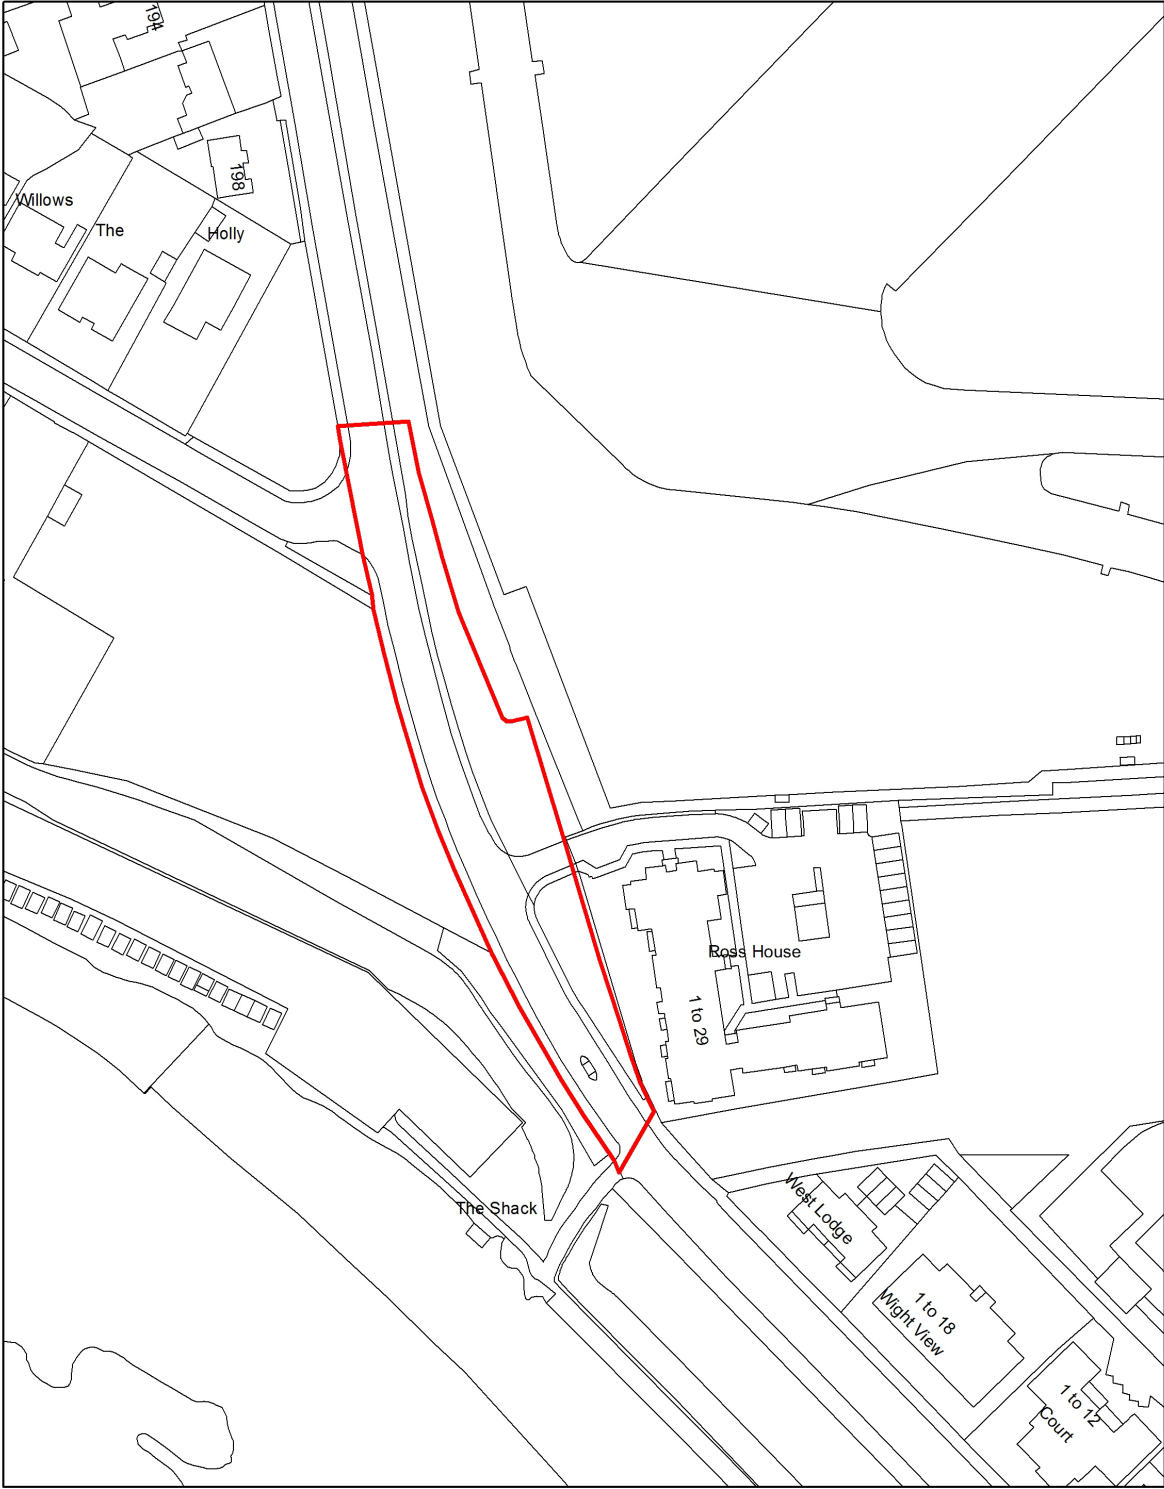 194
198
Willows
The
Holly
Ross House
1 to 29
The Shack
West Lodge
1 to 18
Wight View
1 to 12
Court